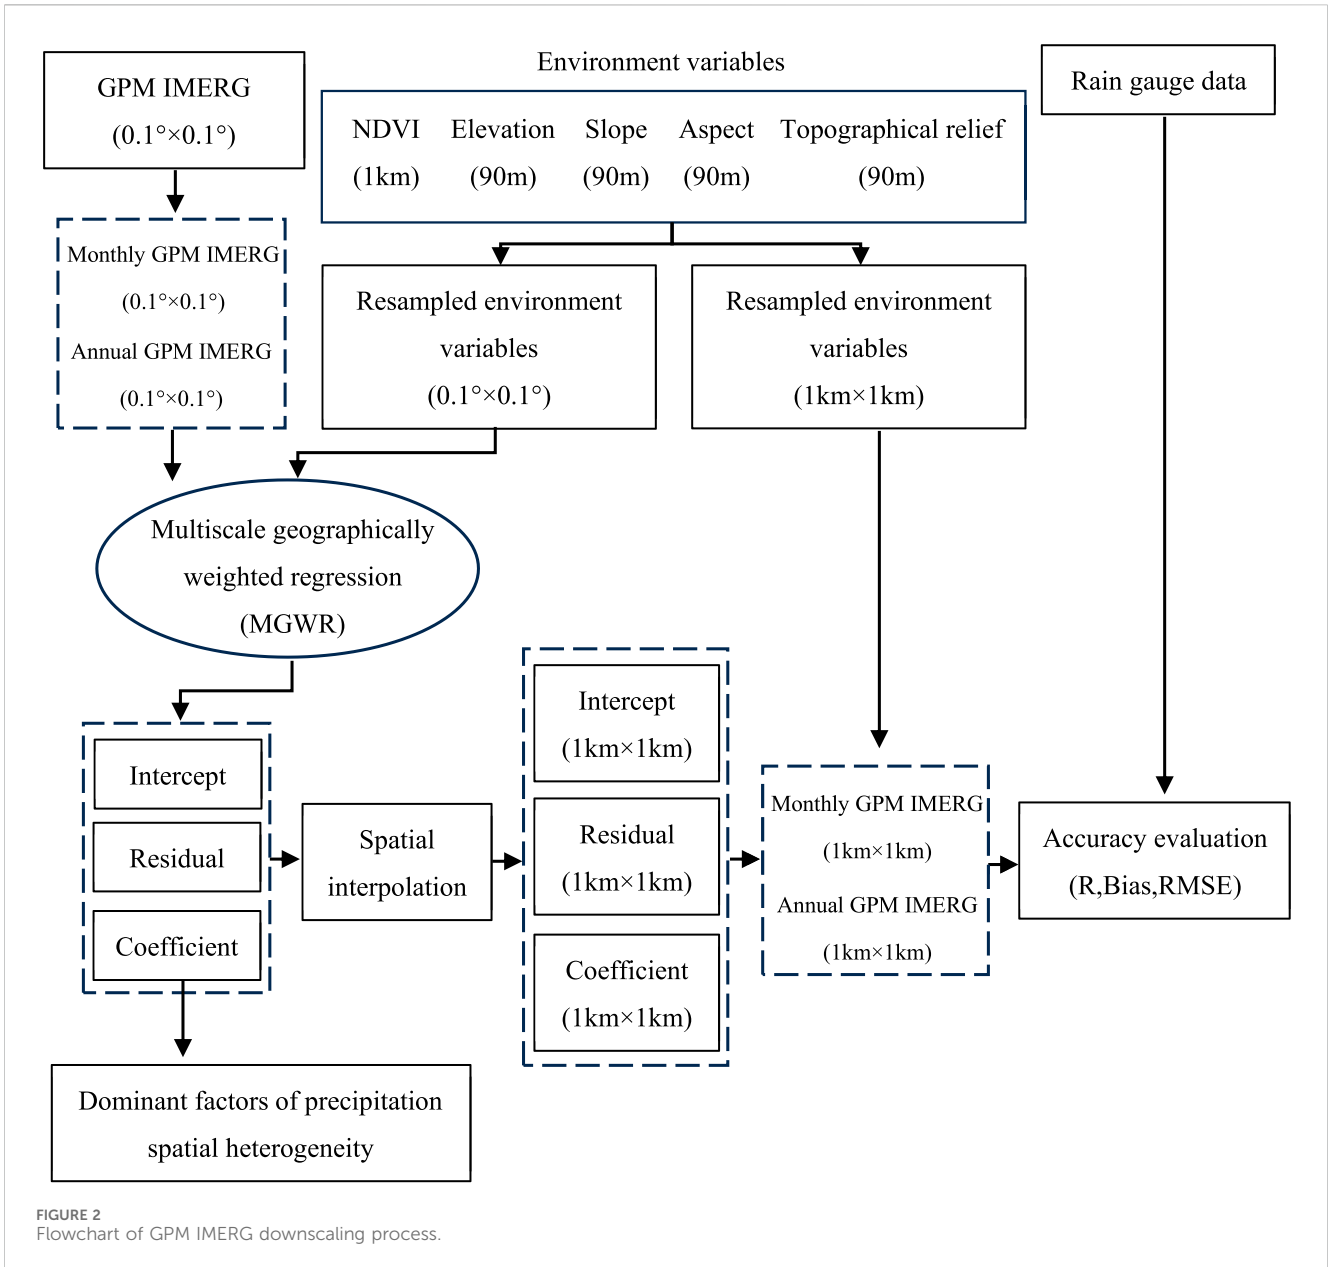 GPM IMERG
(0.1°×0.1°)
Environment variables
NDVI Elevation Slope Aspect Topographical relief
(1km) (90m) (90m) (90m) (90m)
Rain gauge data
Monthly GPM IMERG
(0.1°×0.1°)
Annual GPM IMERG
(0.1°×0.1°)
Resampled environment
variables
(0.1°×0.1°)
Resampled environment
variables
(1km×1km)
Multiscale geographically
weighted regression
(MGWR)
Intercept
Residual
Coefficient
Spatial
interpolation
Intercept
(1km×1km)
Residual
(1km×1km)
Coefficient
(1km×1km)
Monthly GPM IMERG
(1km×1km)
Annual GPM IMERG
(1km×1km)
Accuracy evaluation
(R,Bias,RMSE)
Dominant factors of precipitation
spatial heterogeneity
FIGURE 2
Flowchart of GPM IMERG downscaling process.